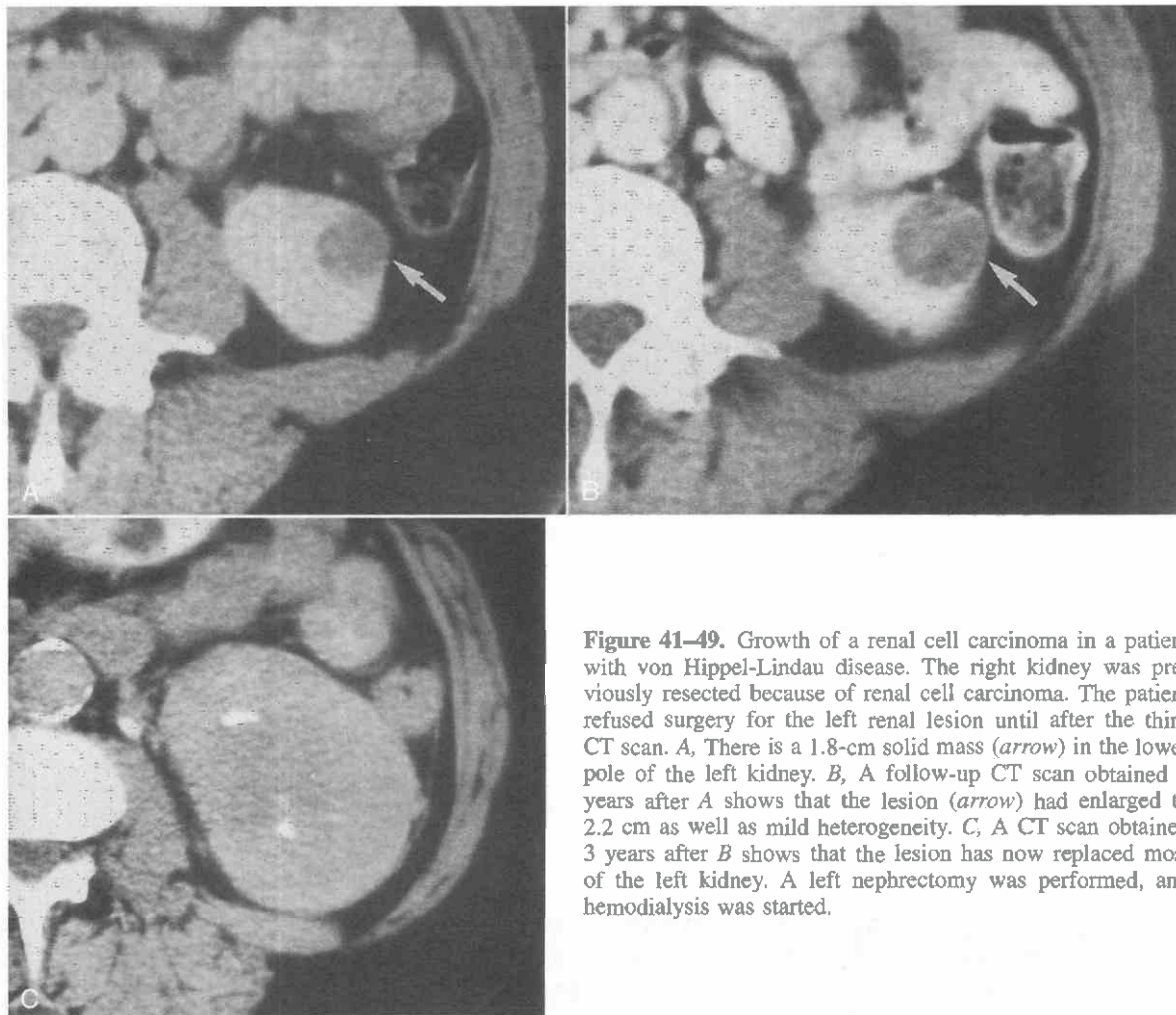 A
B
C
Figure 41–49. Growth of a renal cell carcinoma in a patien
with von Hippel-Lindau disease. The right kidney was pre
viously resected because of renal cell carcinoma. The patien
refused surgery for the left renal lesion until after the thir
CT scan. A, There is a 1.8-cm solid mass (arrow) in the lowe
pole of the left kidney. B, A follow-up CT scan obtained
years after A shows that the lesion (arrow) had enlarged t
2.2 cm as well as mild heterogeneity. C, A CT scan obtaine
3 years after B shows that the lesion has now replaced mos
of the left kidney. A left nephrectomy was performed, an
hemodialysis was started.